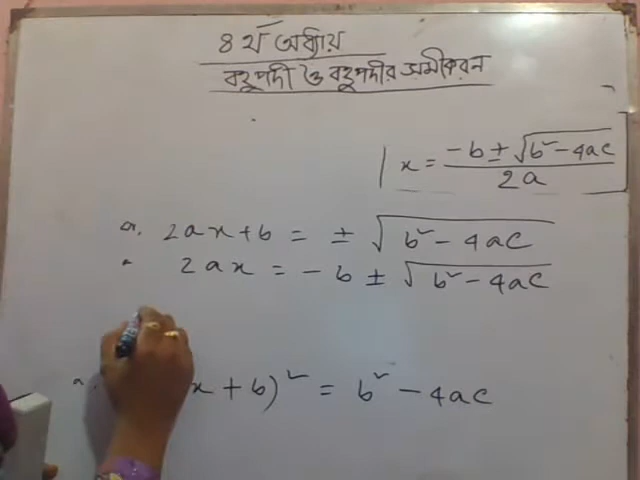 ৪র্থ অধ্যায়
বহুপদী ও বহুপদীর সমীকরন
x = (-b ± √(b² - 4ac)) / 2a
2ax + b = ± √(b² - 4ac)
2ax = - b ± √(b² - 4ac)
x + b)² = b² - 4ac